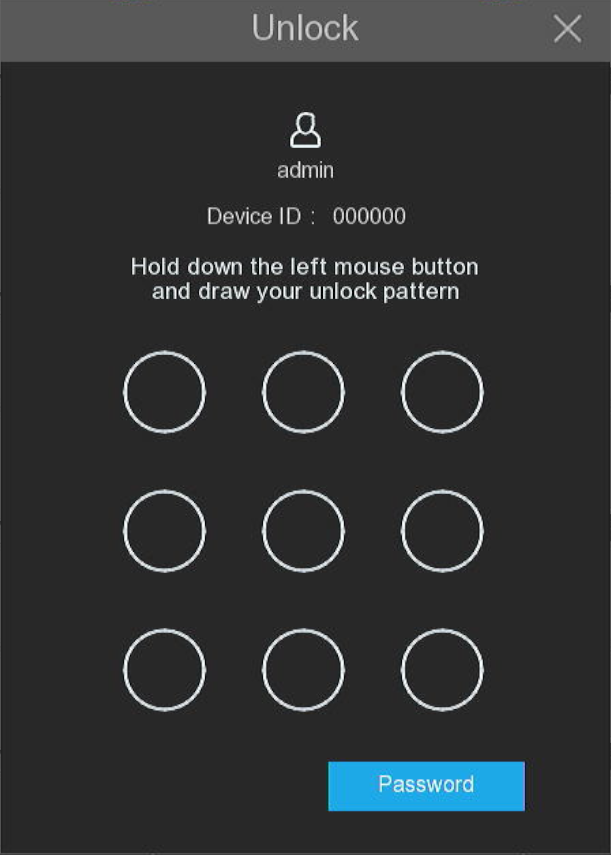 Unlock
admin
Device ID : 000000
Hold down the left mouse button
and draw your unlock pattern
Password